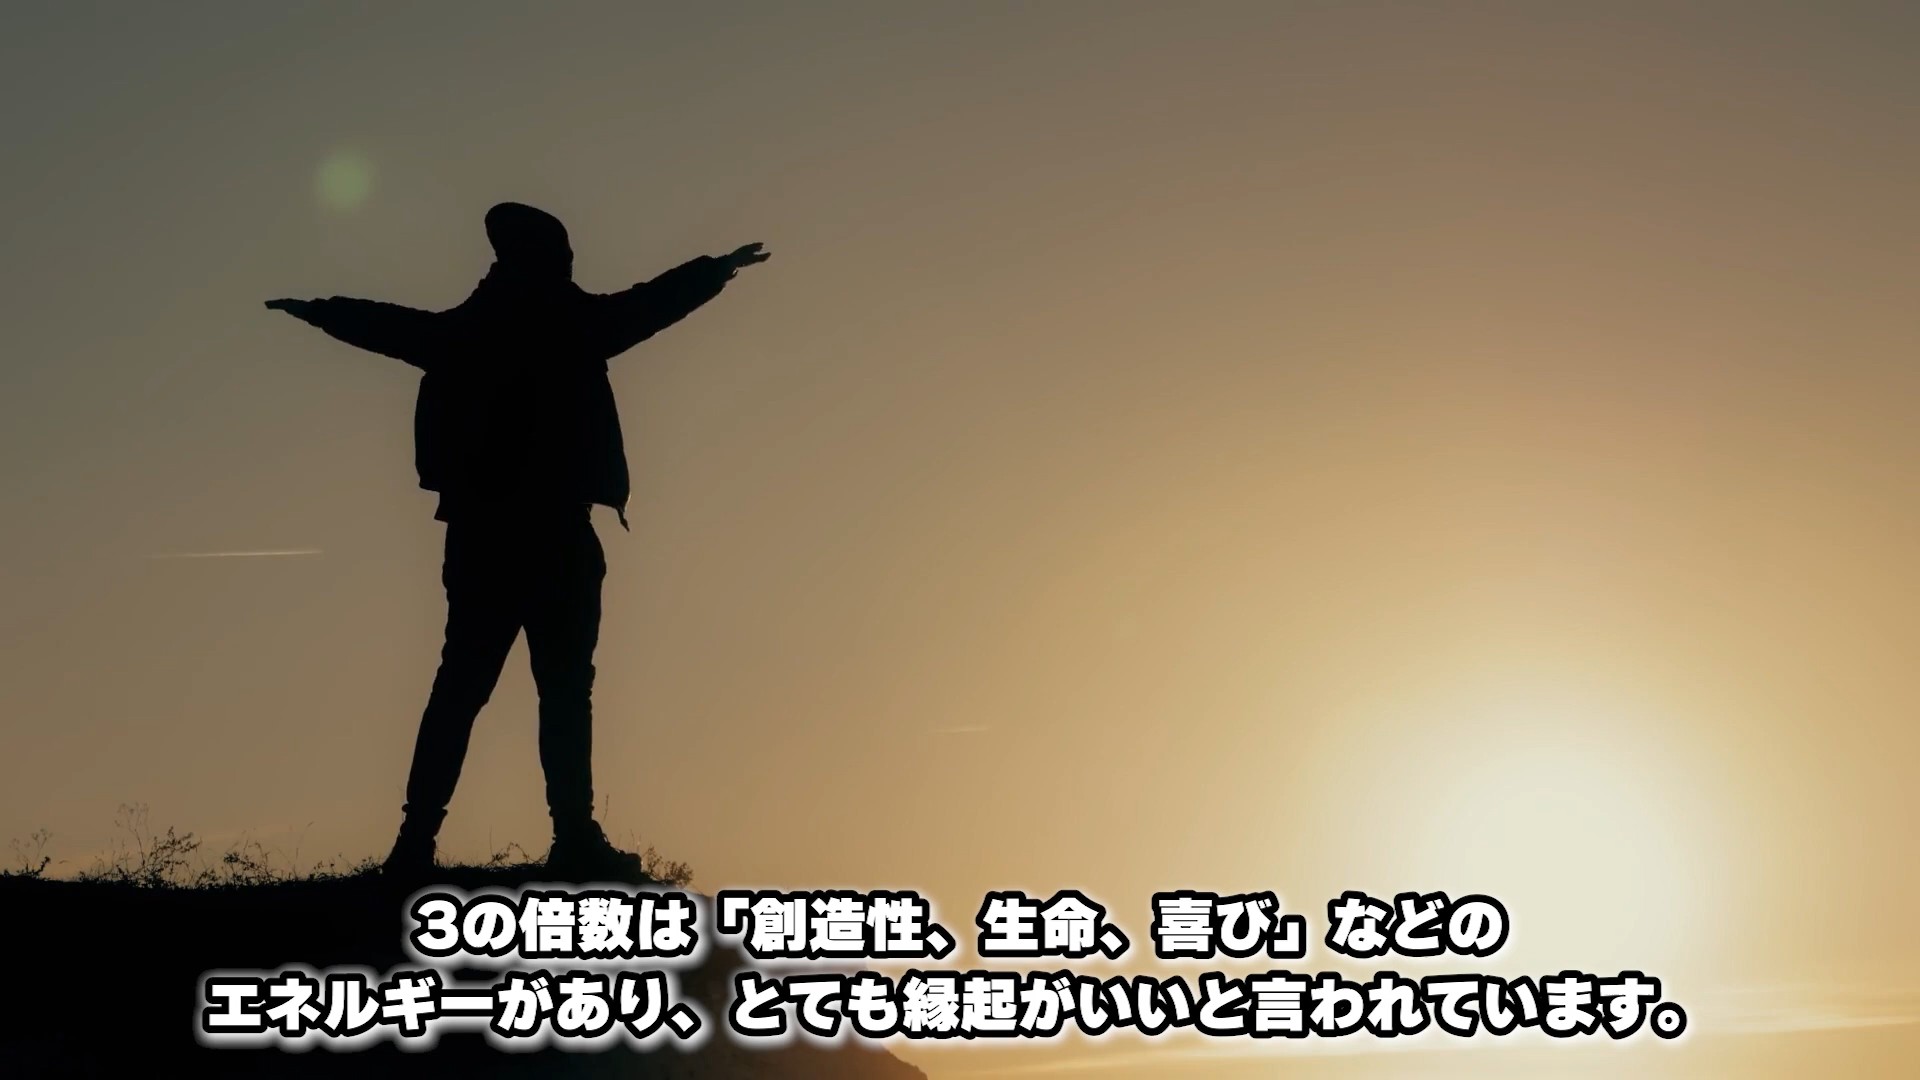 3の倍数は「創造性、生命、喜び」などの
エネルギーがあり、とても縁起がいいと言われています。